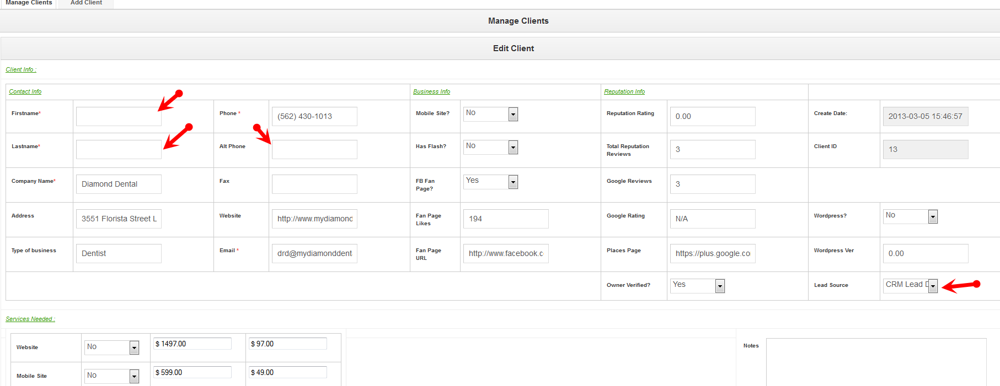 Manage Clients Add Client
Manage Clients
Edit Client
Client Info :
Contact Info Business Info Reputation Info
Firstname* Phone * (562) 430-1013 Mobile Site? No Reputation Rating 0.00 Create Date: 2013-03-05 15:46:57
Lastname* Alt Phone Has Flash? No Total Reputation Reviews 3 Client ID 13
Company Name* Diamond Dental Fax FB Fan Page? Yes Google Reviews 3
Address 3551 Florista Street L Website http://www.mydiamond Fan Page Likes 194 Google Rating N/A Wordpress? No
Type of business Dentist Email * drd@mydiamonddent Fan Page URL http://www.facebook.c Places Page https://plus.google.co Wordpress Ver 0.00
Owner Verified? Yes Lead Source CRM Lead D
Services Needed :
Website No $ 1497.00 $ 97.00 Notes
Mobile Site No $ 599.00 $ 49.00